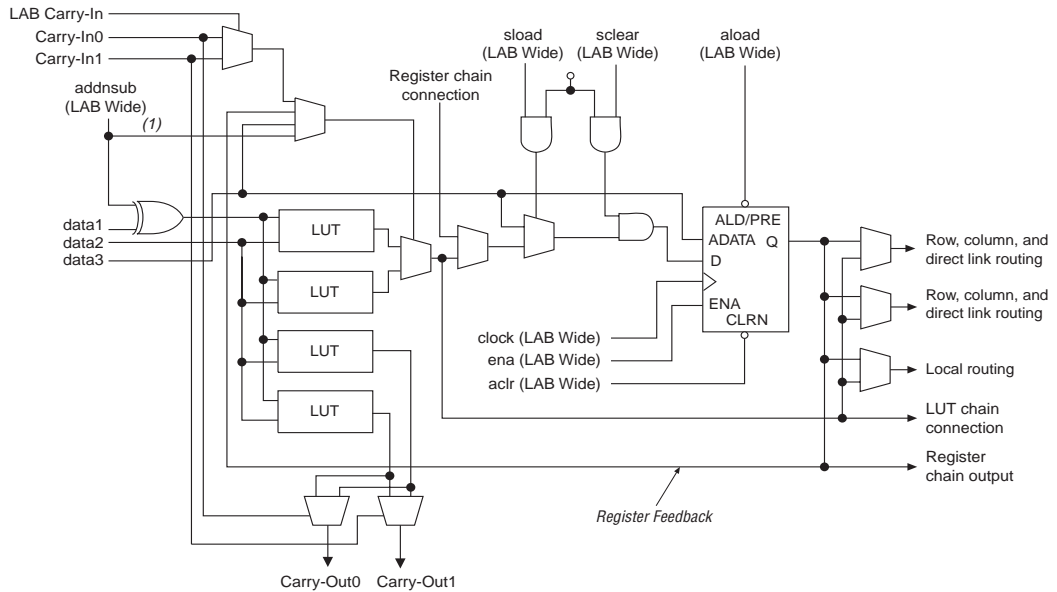 LAB Carry-In
Carry-In0
Carry-In1
addnsub
(LAB Wide)
(1)
Register chain
connection
sload
(LAB Wide)
sclear
(LAB Wide)
aload
(LAB Wide)
data1
data2
data3
LUT
LUT
LUT
LUT
ALD/PRE
ADATA
Q
D
ENA
CLRN
clock (LAB Wide)
ena (LAB Wide)
aclr (LAB Wide)
Row, column, and
direct link routing
Row, column, and
direct link routing
Local routing
LUT chain
connection
Register
chain output
Register Feedback
Carry-Out0
Carry-Out1